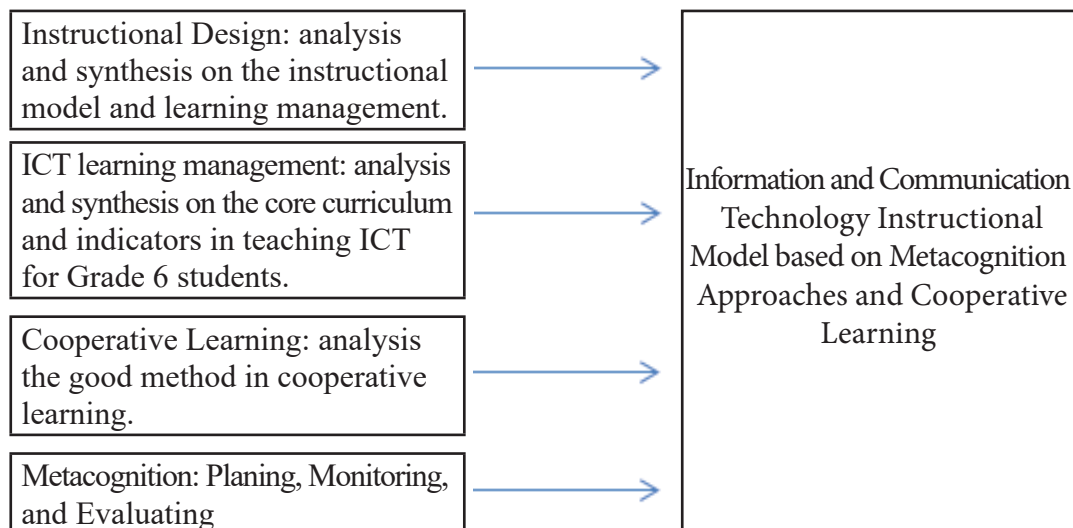 Instructional Design: analysis
and synthesis on the instructional
model and learning management.
ICT learning management: analysis
and synthesis on the core curriculum
and indicators in teaching ICT
for Grade 6 students.
Cooperative Learning: analysis
the good method in cooperative
learning.
Metacognition: Planing, Monitoring,
and Evaluating
Information and Communication
Technology Instructional
Model based on Metacognition
Approaches and Cooperative
Learning